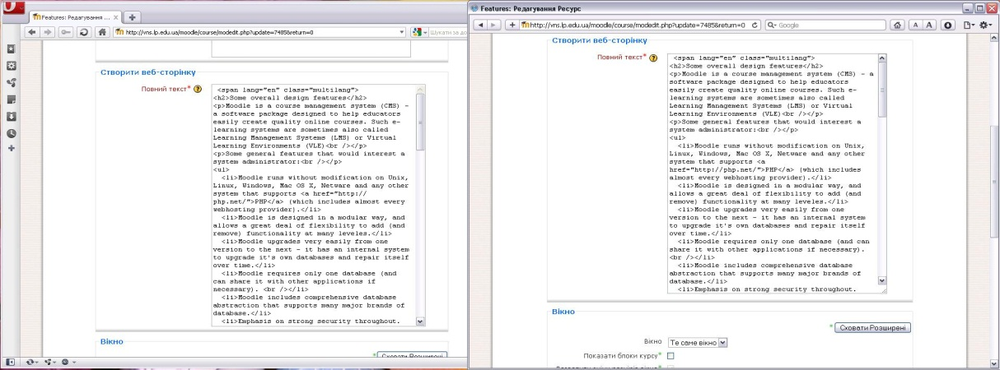 Features: Редагування ...
http://vns.lp.edu.ua/moodle/course/modedit.php?update=7485&return=0
Шукати за до
Створити веб-сторінку
Повний текст*
<span lang="en" class="multilang">
<h2>Some overall design features</h2>
<p>Moodle is a course management system (CMS) -
a software package designed to help educators
easily create quality online courses. Such e-
learning systems are sometimes also called
Learning Management Systems (LMS) or Virtual
Learning Environments (VLE)<br /></p>
<p>Some general features that would interest a
system administrator:<br /></p>
<ul>
<li>Moodle runs without modification on Unix,
Linux, Windows, Mac OS X, Netware and any other
system that supports <a href="http://
php.net/">PHP</a> (which includes almost every
webhosting provider).</li>
<li>Moodle is designed in a modular way, and
allows a great deal of flexibility to add (and
remove) functionality at many leveles.</li>
<li>Moodle upgrades very easily from one
version to the next - it has an internal system
to upgrade it's own databases and repair itself
over time.</li>
<li>Moodle requires only one database (and
can share it with other applications if
necessary). <br /></li>
<li>Moodle includes comprehensive database
abstraction that supports many major brands of
database.</li>
<li>Emphasis on strong security throughout.
Вікно
* Сховати Розширені
Features: Редагування Ресурс
http://vns.lp.edu.ua/moodle/course/modedit.php?update=7485&return=0
Google
A A
Створити веб-сторінку
Повний текст*
<span lang="en" class="multilang">
<h2>Some overall design features</h2>
<p>Moodle is a course management system (CMS) - a
software package designed to help educators
easily create quality online courses. Such e-
learning systems are sometimes also called
Learning Management Systems (LMS) or Virtual
Learning Environments (VLE)<br /></p>
<p>Some general features that would interest a
system administrator:<br /></p>
<ul>
<li>Moodle runs without modification on Unix,
Linux, Windows, Mac OS X, Netware and any other
system that supports <a
href="http://php.net/">PHP</a> (which includes
almost every webhosting provider).</li>
<li>Moodle is designed in a modular way, and
allows a great deal of flexibility to add (and
remove) functionality at many leveles.</li>
<li>Moodle upgrades very easily from one
version to the next - it has an internal system
to upgrade it's own databases and repair itself
over time.</li>
<li>Moodle requires only one database (and can
share it with other applications if necessary).
<br /></li>
<li>Moodle includes comprehensive database
abstraction that supports many major brands of
database.</li>
<li>Emphasis on strong security throughout.
Вікно
* Сховати Розширені
Вікно Те саме вікно
Показати блоки курсу*